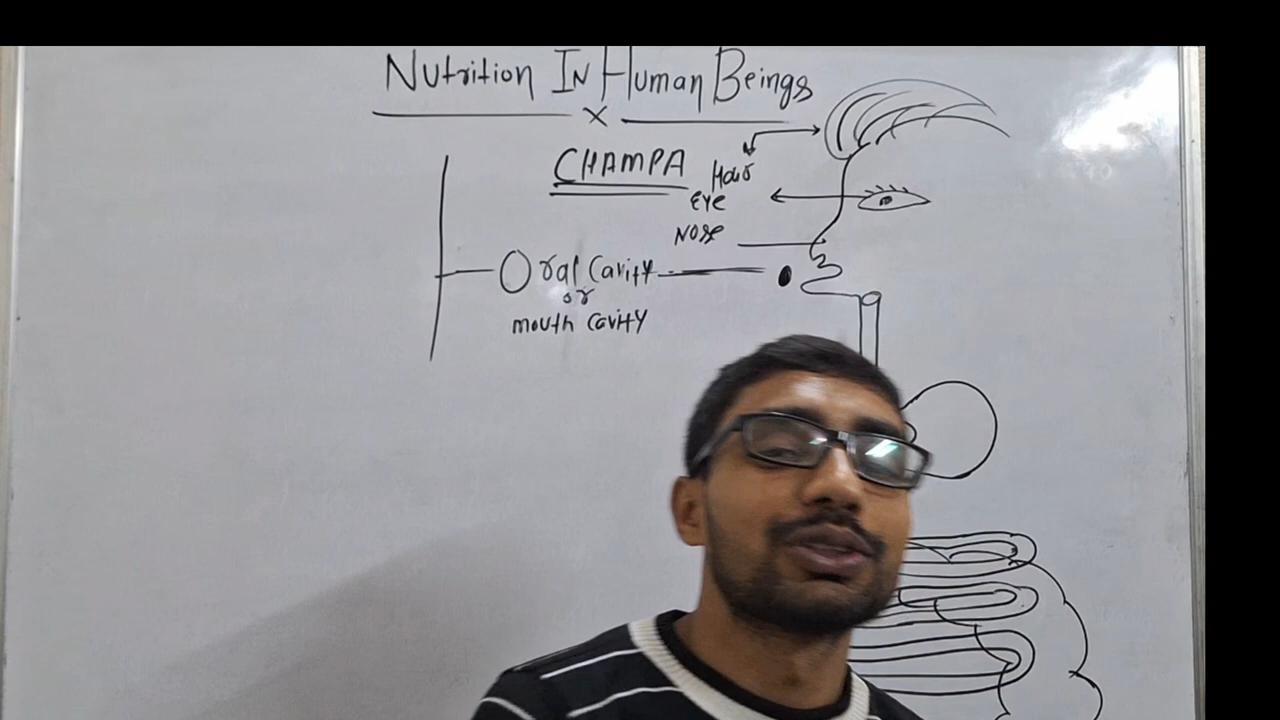 Nutrition In Human Beings
x
CHAMPA
Hair
EYE
Nose
Oral Cavity
or
mouth cavity